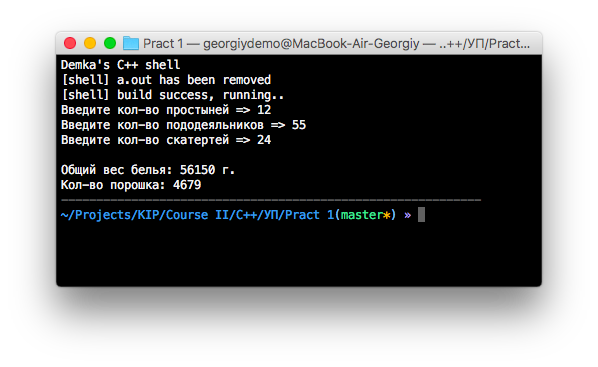 Pract 1 — georgiydemo@MacBook-Air-Georgiy — ..++/УП/Pract...
Demka's C++ shell
[shell] a.out has been removed
[shell] build success, running..
Введите кол-во простыней => 12
Введите кол-во пододеяльников => 55
Введите кол-во скатертей => 24
Общий вес белья: 56150 г.
Кол-во порошка: 4679
~/Projects/KIP/Course II/C++/УП/Pract 1(master*) »